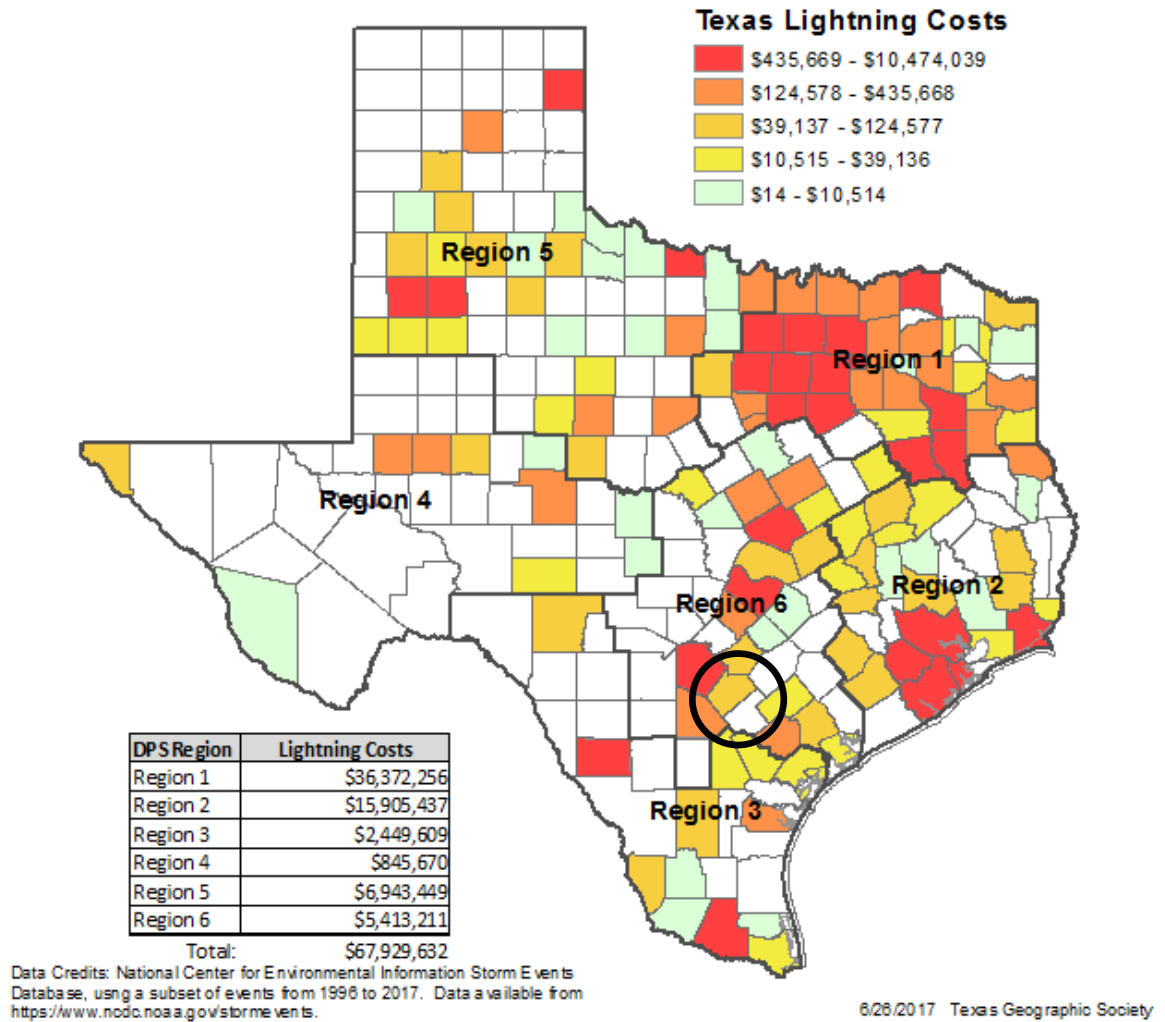 Texas Lightning Costs
$435,669 - $10,474,039
$124,578 - $435,668
$39,137 - $124,577
$10,515 - $39,136
$14 - $10,514
Region 5
Region 1
Region 4
Region 2
Region 6
Region 3
DPS Region Lightning Costs
Region 1 $36,372,256
Region 2 $15,905,437
Region 3 $2,449,609
Region 4 $845,670
Region 5 $6,943,449
Region 6 $5,413,211
Total: $67,929,632
Data Credits: National Center for Environmental Information Storm Events
Database, usng a subset of events from 1996 to 2017. Data available from
https://www.ncdc.noaa.gov/stormevents.
6/26/2017 Texas Geographic Society